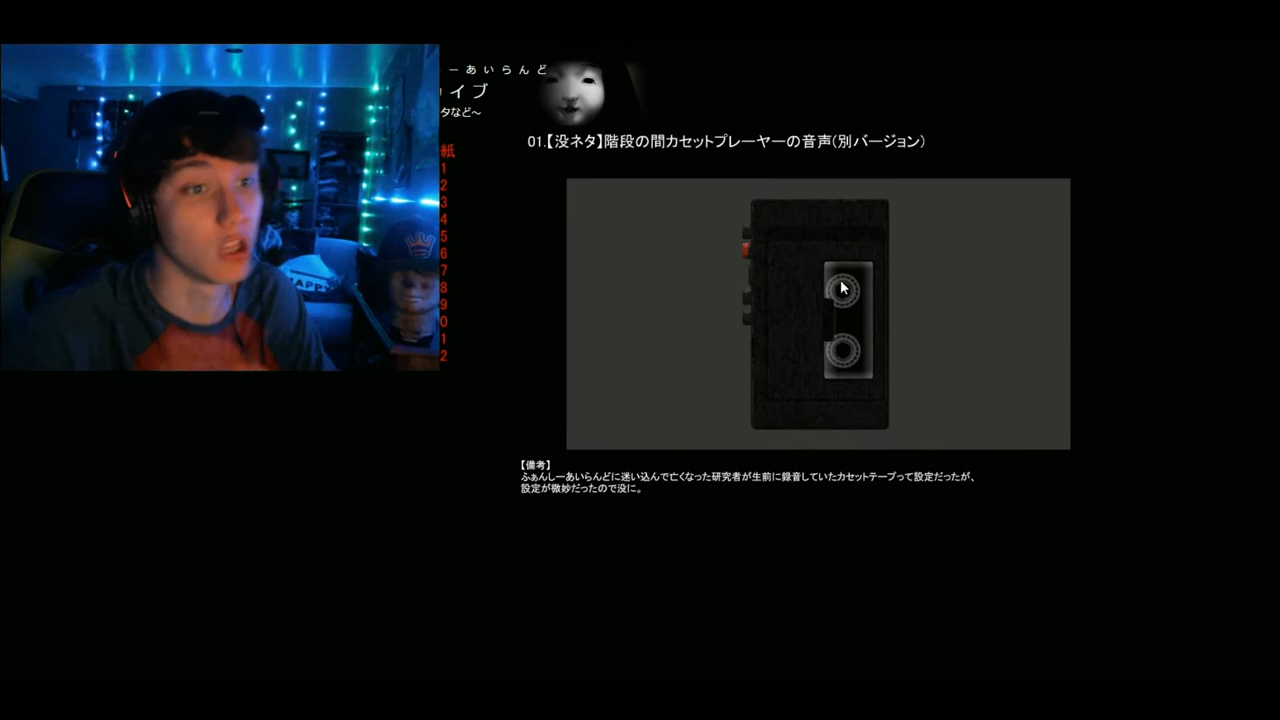 ーあいらんど
イブ
タなど～
01.【没ネタ】階段の間カセットプレーヤーの音声(別バージョン)
紙
1
2
3
4
5
6
7
8
9
0
1
2
HAPPY
【備考】
ふぁんしーあいらんどに迷い込んで亡くなった研究者が生前に録音していたカセットテープって設定だったが、
設定が微妙だったので没に。